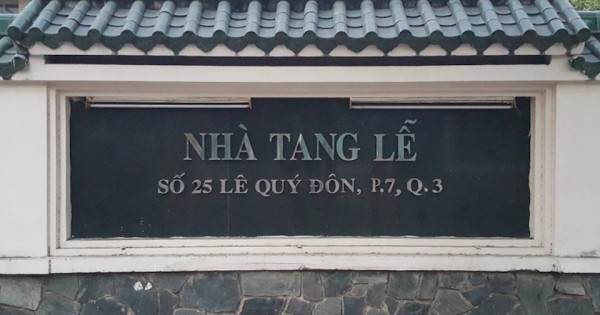 NHÀ TANG LỄ
SỐ 25 LÊ QUÝ ĐÔN, P.7, Q.3